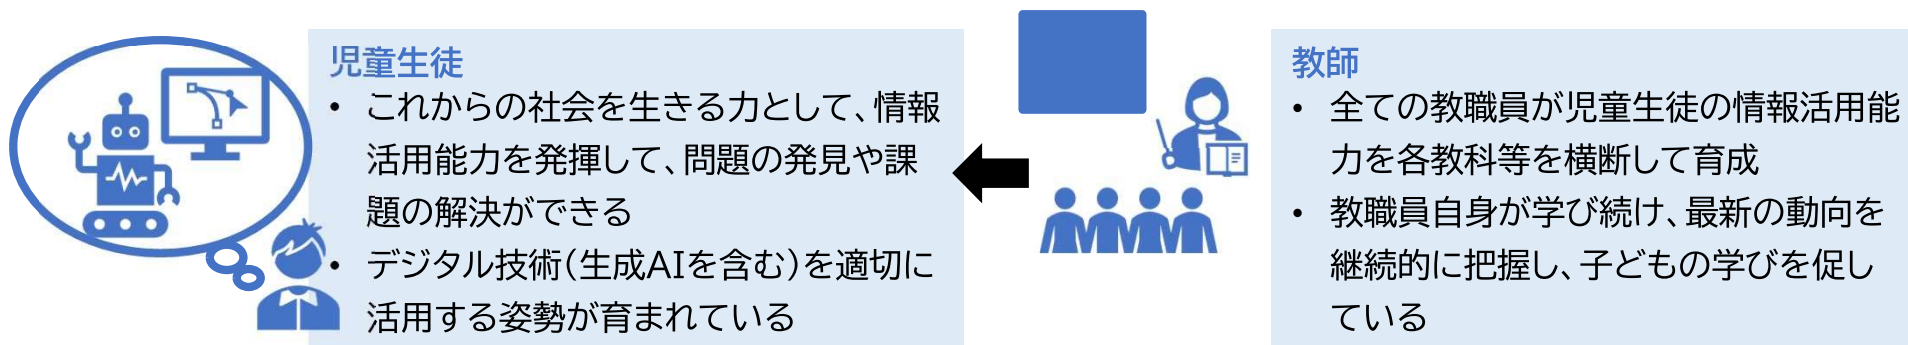 児童生徒
• これからの社会を生きる力として、情報
活用能力を発揮して、問題の発見や課
題の解決ができる
• デジタル技術(生成AIを含む)を適切に
活用する姿勢が育まれている
教師
• 全ての教職員が児童生徒の情報活用能
力を各教科等を横断して育成
• 教職員自身が学び続け、最新の動向を
継続的に把握し、子どもの学びを促し
ている